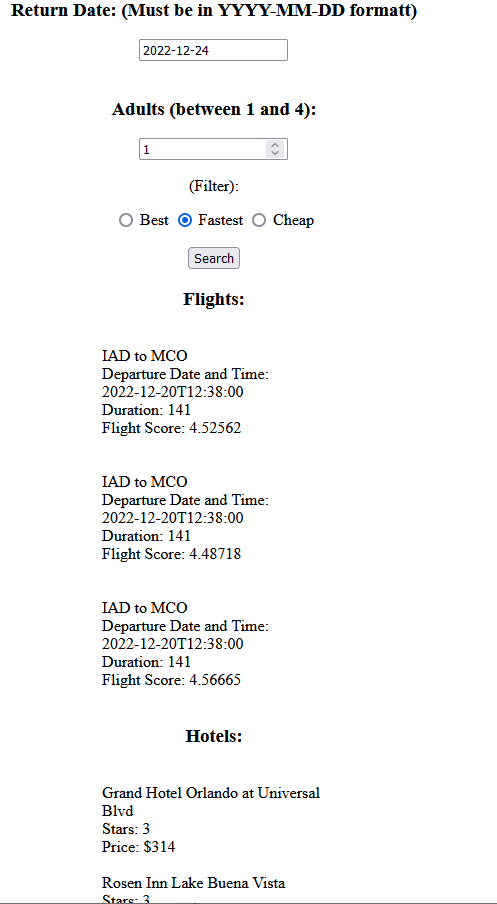 Return Date: (Must be in YYYY-MM-DD formatt)
2022-12-24
Adults (between 1 and 4):
1
(Filter):
Best Fastest Cheap
Search
Flights:
IAD to MCO
Departure Date and Time:
2022-12-20T12:38:00
Duration: 141
Flight Score: 4.52562
IAD to MCO
Departure Date and Time:
2022-12-20T12:38:00
Duration: 141
Flight Score: 4.48718
IAD to MCO
Departure Date and Time:
2022-12-20T12:38:00
Duration: 141
Flight Score: 4.56665
Hotels:
Grand Hotel Orlando at Universal
Blvd
Stars: 3
Price: $314
Rosen Inn Lake Buena Vista
Stars: 3